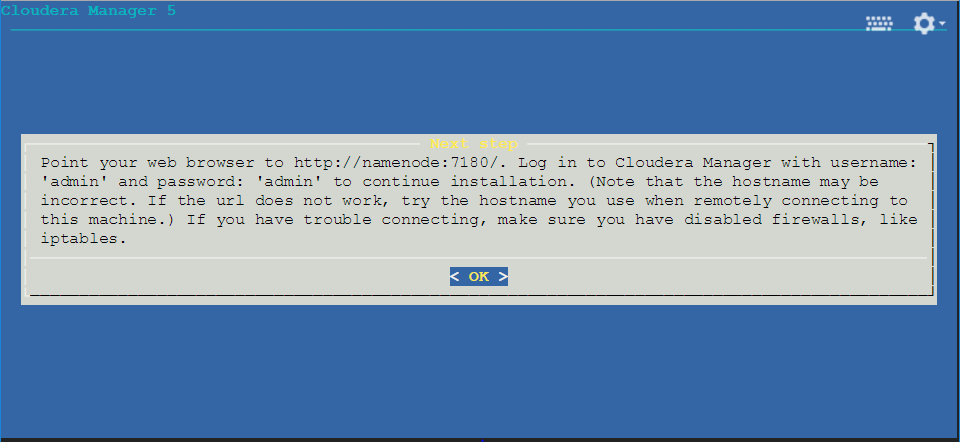 Cloudera Manager 5
Next step
Point your web browser to http://namenode:7180/. Log in to Cloudera Manager with username:
'admin' and password: 'admin' to continue installation. (Note that the hostname may be
incorrect. If the url does not work, try the hostname you use when remotely connecting to
this machine.) If you have trouble connecting, make sure you have disabled firewalls, like
iptables.
< OK >